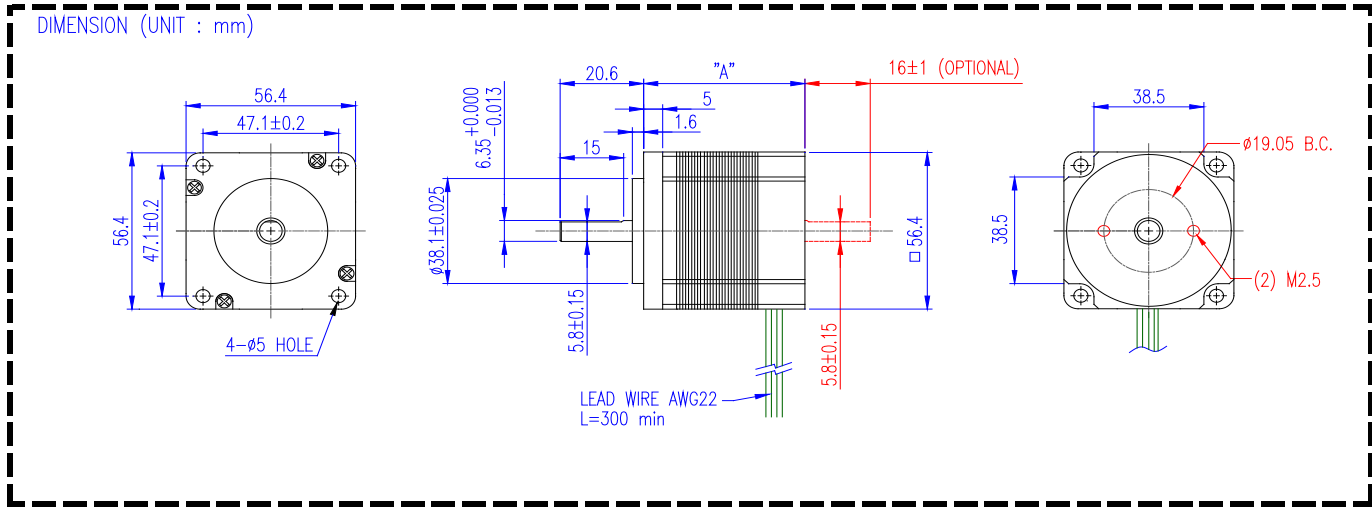 DIMENSION (UNIT : mm)
56.4
47.1±0.2
56.4
47.1±0.2
4-ø5 HOLE
20.6
"A"
16±1 (OPTIONAL)
5
1.6
6.35 +0.000
-0.013
15
ø38.1±0.025
5.8±0.15
□ 56.4
5.8±0.15
LEAD WIRE AWG22
L=300 min
38.5
ø19.05 B.C.
38.5
(2) M2.5